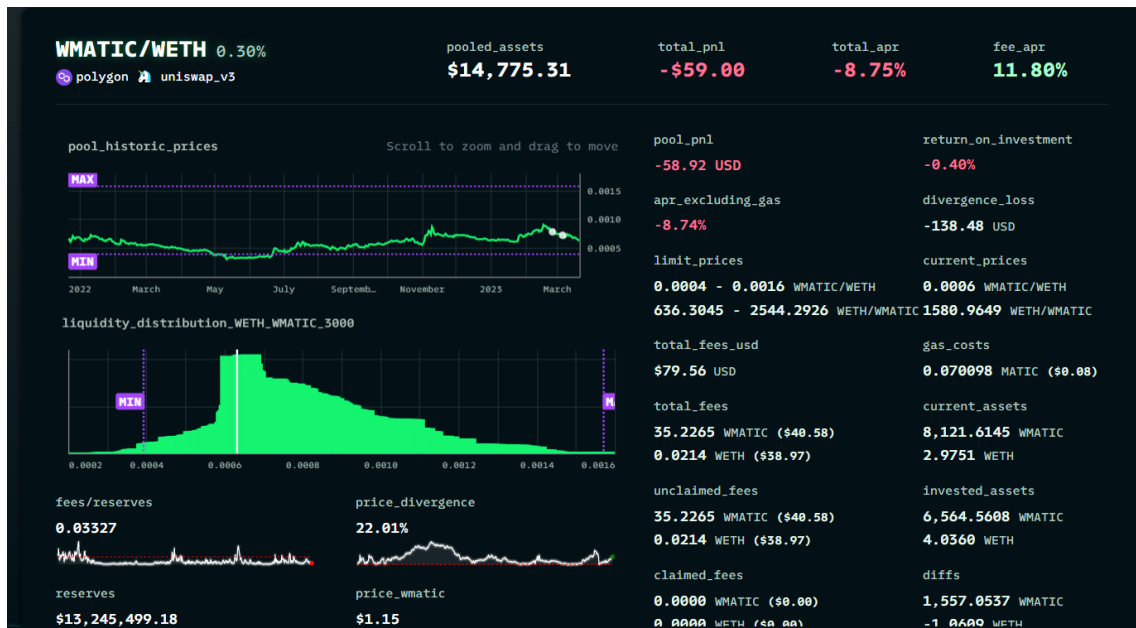 WMATIC/WETH 0.30%
polygon uniswap_v3
pooled_assets
$14,775.31
total_pnl
-$59.00
total_apr
-8.75%
fee_apr
11.80%
pool_historic_prices
Scroll to zoom and drag to move
MAX
MIN
0.0015
0.0010
0.0005
2022 March May July Septemb… November 2023 March
liquidity_distribution_WETH_WMATIC_3000
MIN
MA
0.0002 0.0004 0.0006 0.0008 0.0010 0.0012 0.0014 0.0016
fees/reserves
0.03327
price_divergence
22.01%
reserves
$13,245,499.18
price_wmatic
$1.15
pool_pnl
-58.92 USD
return_on_investment
-0.40%
apr_excluding_gas
-8.74%
divergence_loss
-138.48 USD
limit_prices
0.0004 - 0.0016 WMATIC/WETH
636.3045 - 2544.2926 WETH/WMATIC
current_prices
0.0006 WMATIC/WETH
1580.9649 WETH/WMATIC
total_fees_usd
$79.56 USD
gas_costs
0.070098 MATIC ($0.08)
total_fees
35.2265 WMATIC ($40.58)
0.0214 WETH ($38.97)
current_assets
8,121.6145 WMATIC
2.9751 WETH
unclaimed_fees
35.2265 WMATIC ($40.58)
0.0214 WETH ($38.97)
invested_assets
6,564.5608 WMATIC
4.0360 WETH
claimed_fees
0.0000 WMATIC ($0.00)
0.0000 WETH ($0.00)
diffs
1,557.0537 WMATIC
-1.0609 WETH